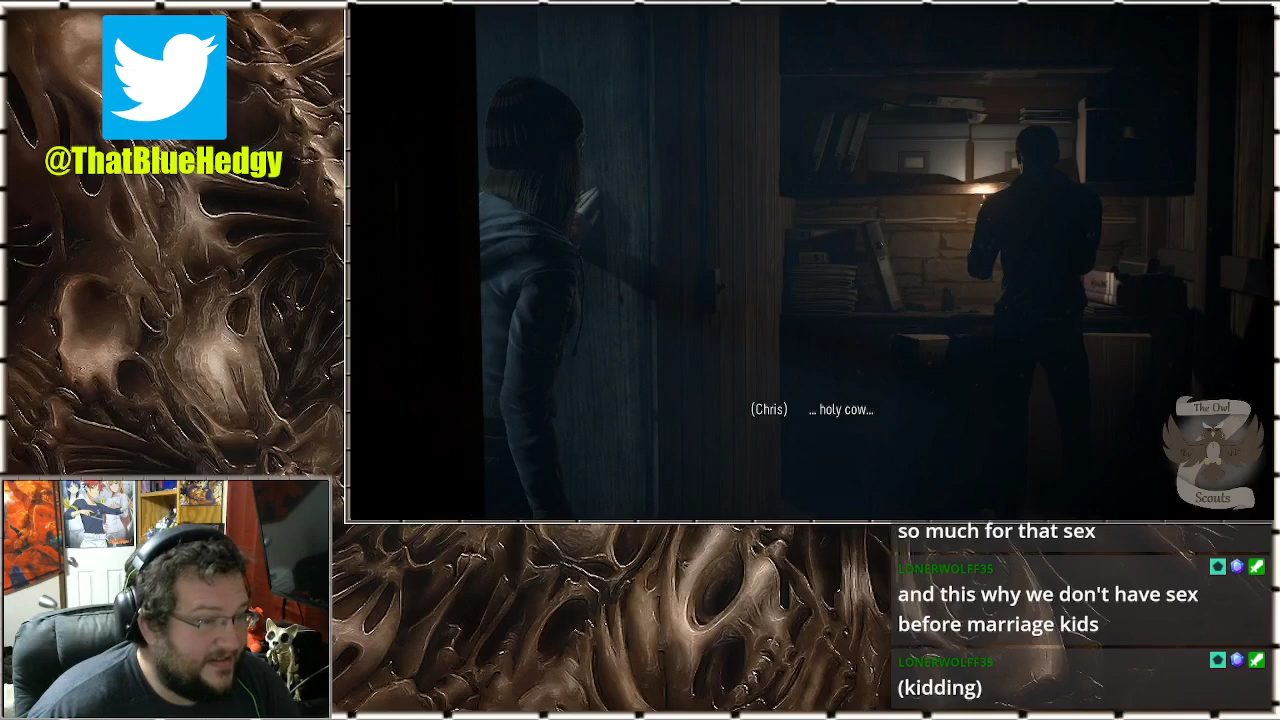 @ThatBlueHedgy
(Chris) ... holy cow...
The Owl
Scouts
so much for that sex
LONERWOLFF35
and this why we don't have sex
before marriage kids
LONERWOLFF35
(kidding)